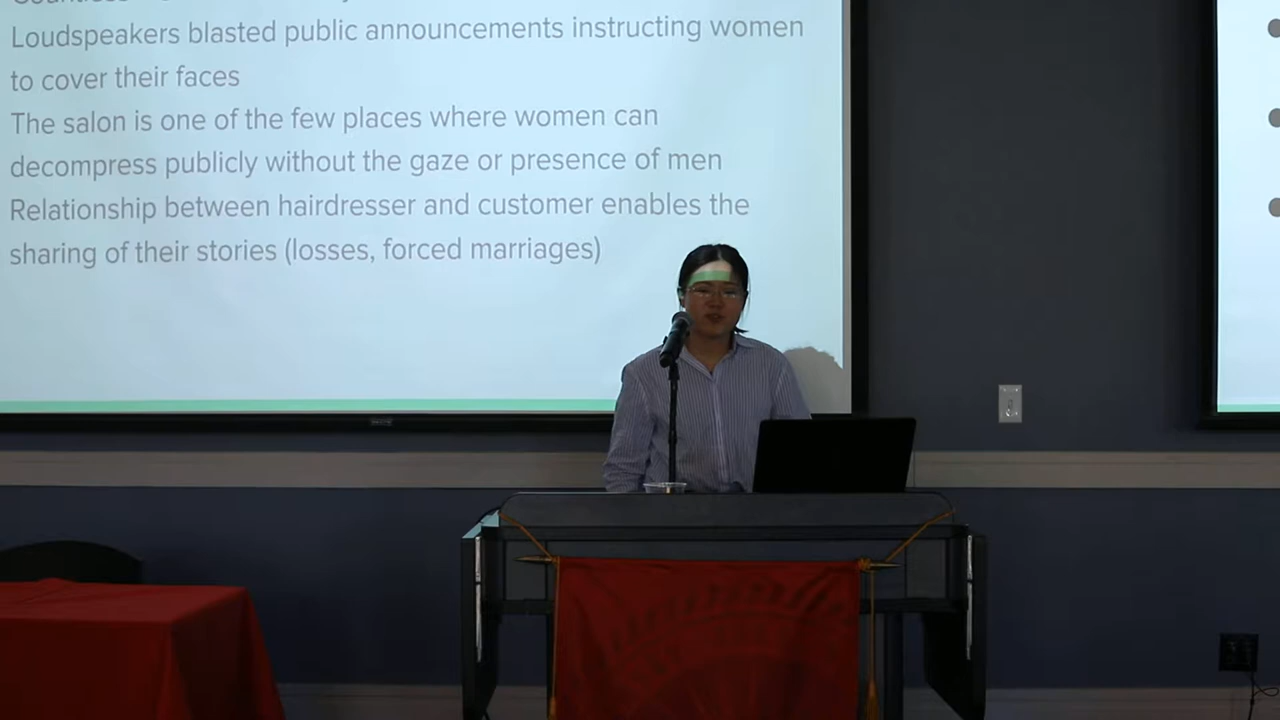 Loudspeakers blasted public announcements instructing women
to cover their faces
The salon is one of the few places where women can
decompress publicly without the gaze or presence of men
Relationship between hairdresser and customer enables the
sharing of their stories (losses, forced marriages)